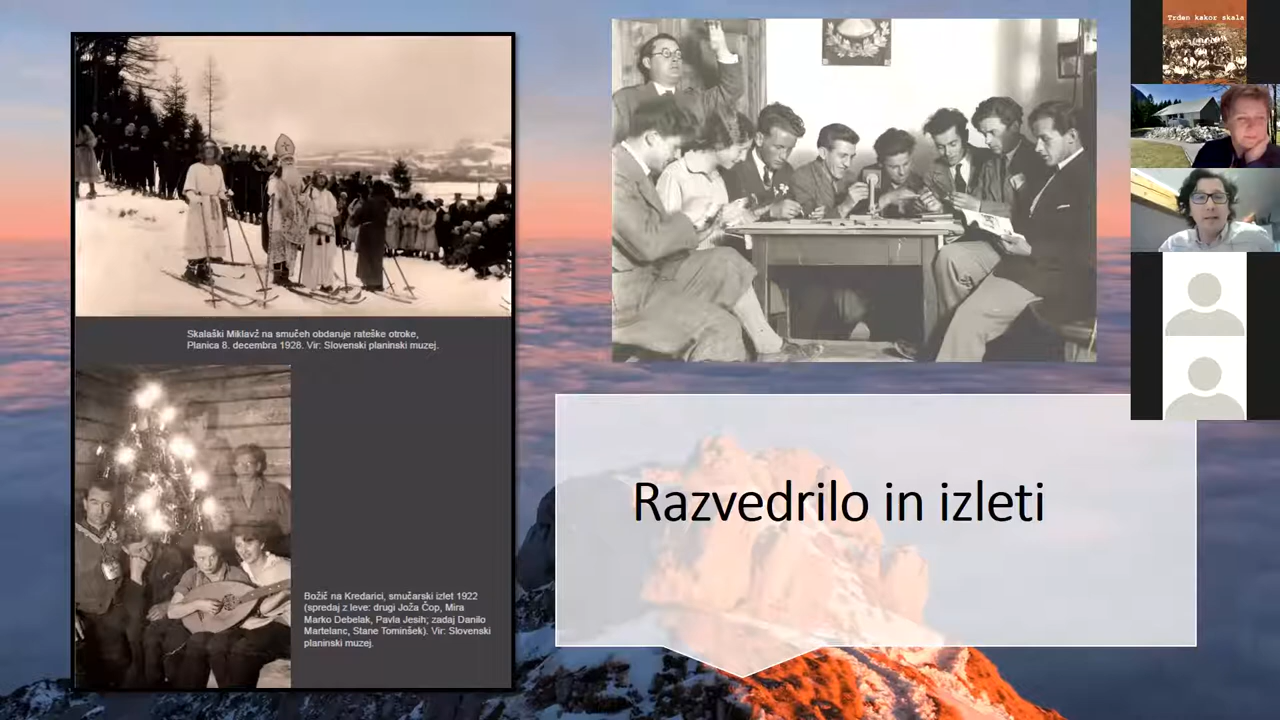 Skalaški Miklavž na smučeh obdaruje rateške otroke,
Planica 8. decembra 1928. Vir: Slovenski planinski muzej.
Božič na Kredarici, smučarski izlet 1922
(spredaj z leve: drugi Joža Čop, Mira
Marko Debelak, Pavla Jesih; zadaj Danilo
Martelanc, Stane Tominšek). Vir: Slovenski
planinski muzej.
Razvedrilo in izleti
Trden kakor skala